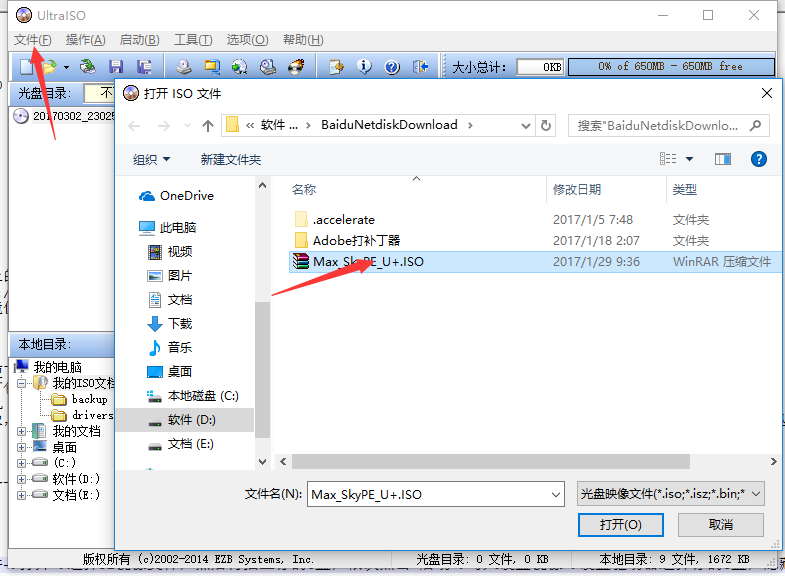 UltraISO
文件(F) 操作(A) 启动(B) 工具(T) 选项(O) 帮助(H)
大小总计: 0KB 0% of 650MB - 650MB free
光盘目录: 不
20170302_2302
打开 ISO 文件
« 软件 ... › BaiduNetdiskDownload › 搜索"BaiduNetdiskDownlo...
组织 新建文件夹
名称 修改日期 类型
OneDrive
此电脑
视频
图片
文档
下载
音乐
桌面
本地磁盘 (C:)
软件 (D:)
文档 (E:)
.accelerate 2017/1/5 7:48 文件夹
Adobe打补丁器 2017/1/18 2:07 文件夹
Max_SkyPE_U+.ISO 2017/1/29 9:36 WinRAR 压缩文件
文件名(N): Max_SkyPE_U+.ISO 光盘映像文件(*.iso;*.isz;*.bin;*
打开(O) 取消
本地目录:
我的电脑
我的ISO文档
backup
drivers
我的文档
桌面
(C:)
软件(D:)
文档(E:)
版权所有 (c)2002-2014 EZB Systems, Inc. 光盘目录: 0 文件, 0 KB 本地目录: 9 文件, 1672 KB